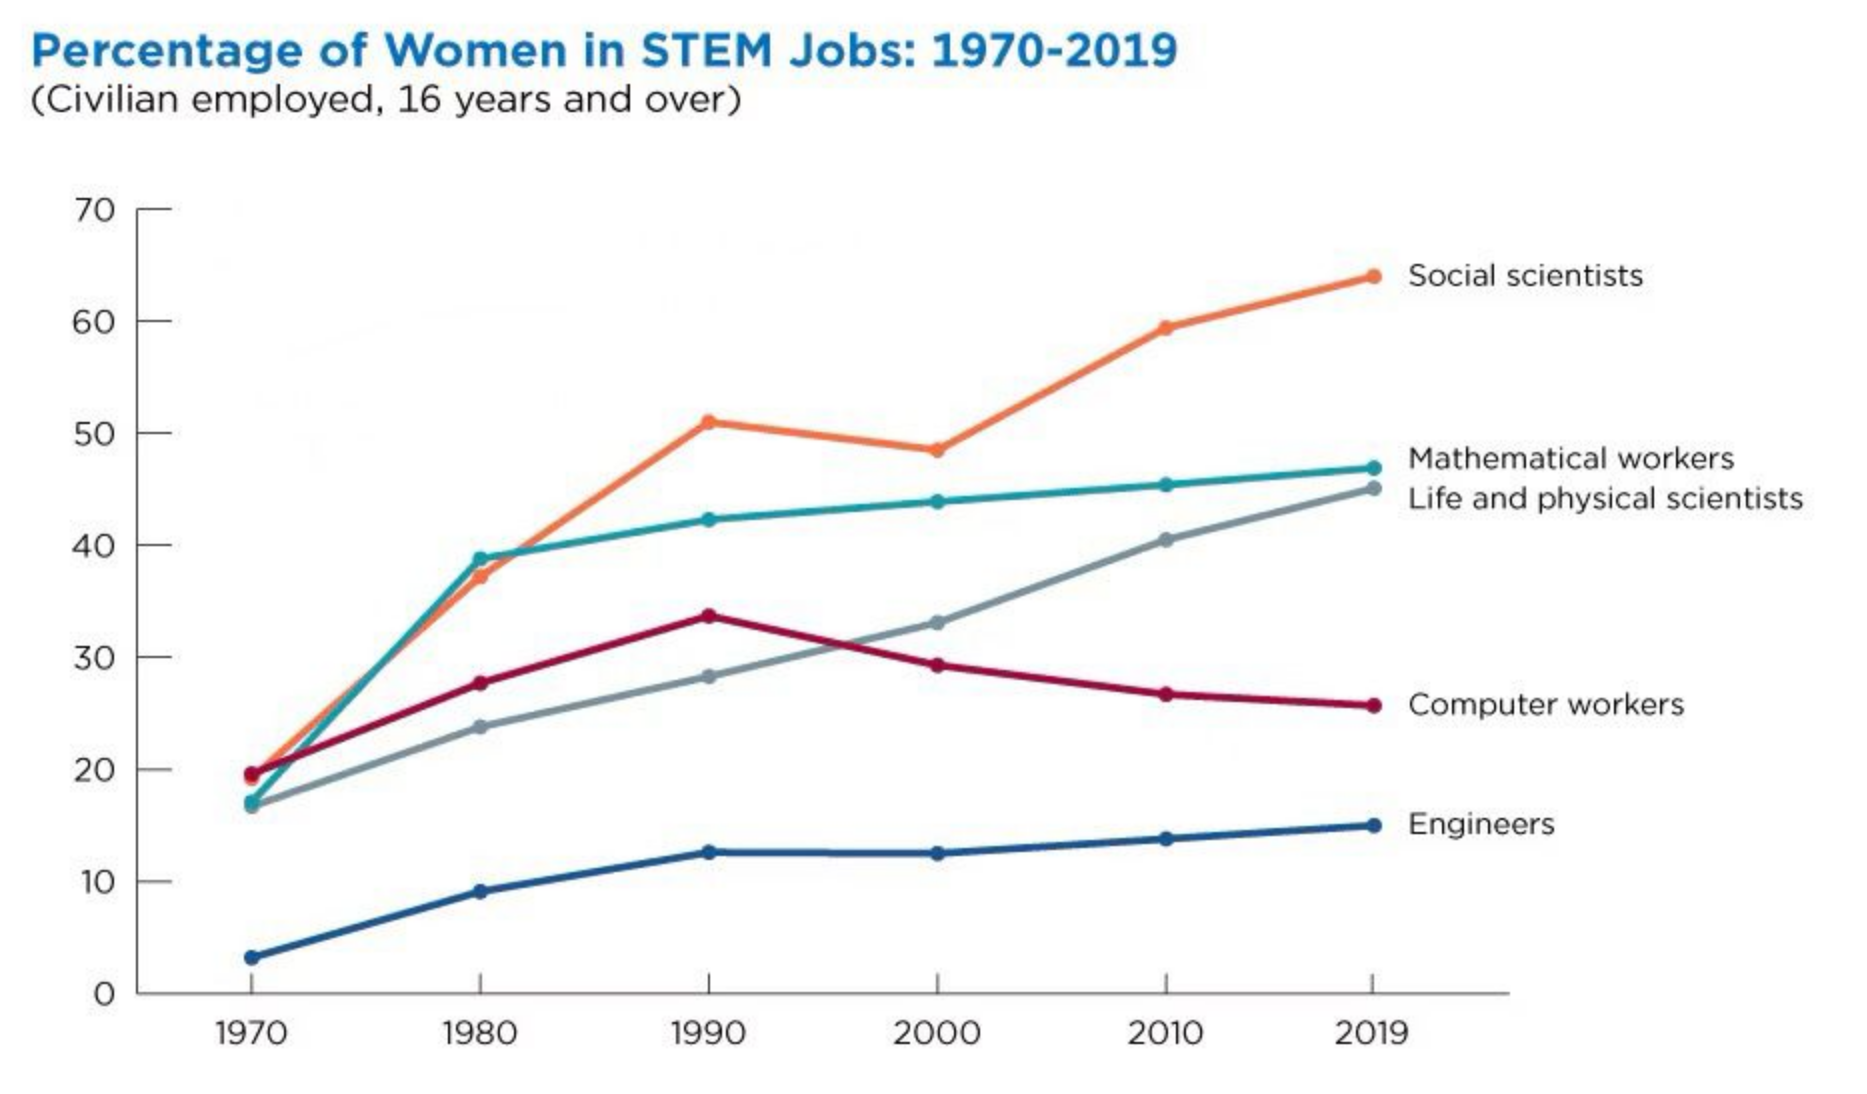 Percentage of Women in STEM Jobs: 1970-2019
(Civilian employed, 16 years and over)
70
60
50
40
30
20
10
0
Social scientists
Mathematical workers
Life and physical scientists
Computer workers
Engineers
1970 1980 1990 2000 2010 2019